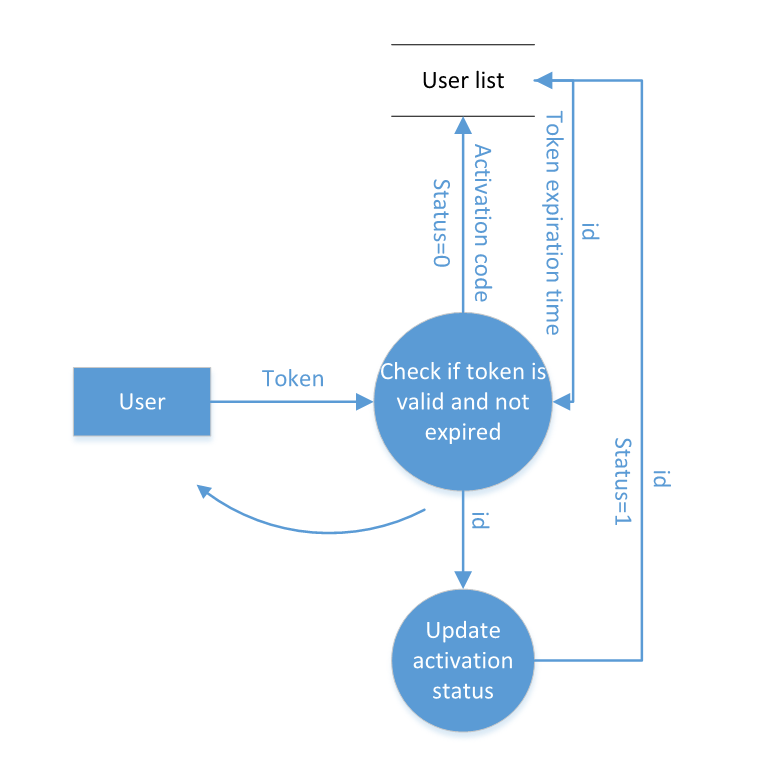 User list
Activation code
Status=0
id
Token expiration time
User
Token
Check if token is
valid and not
expired
id
Status=1
id
Update
activation
status